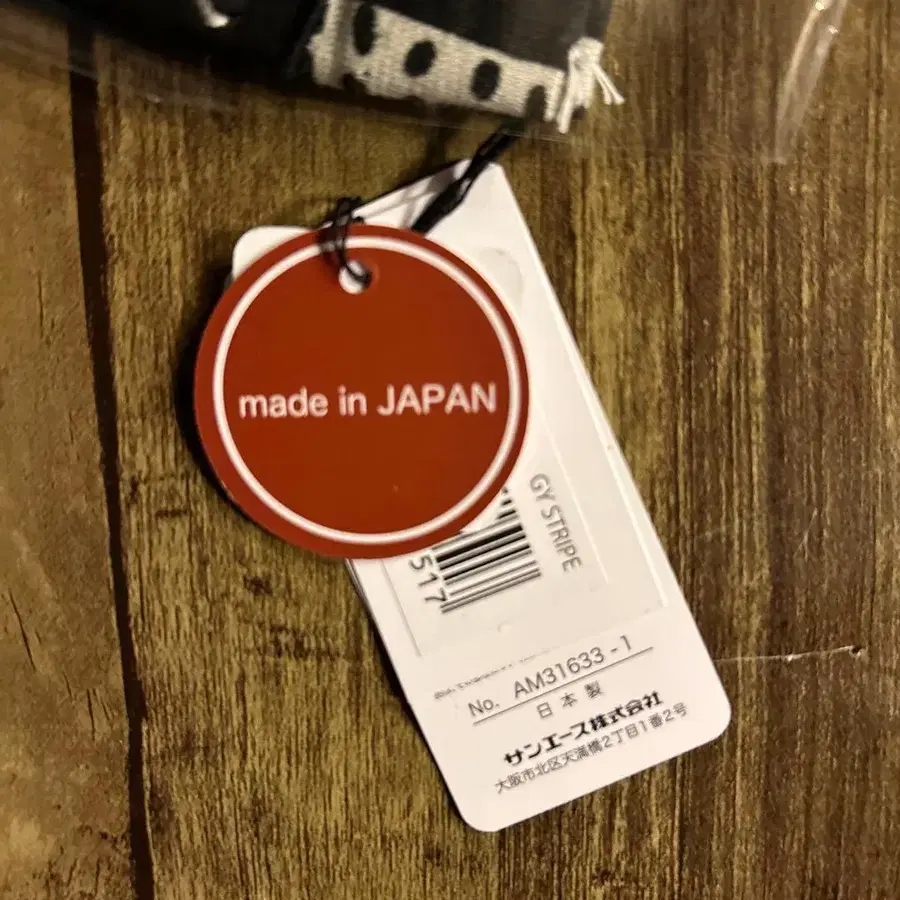 made in JAPAN
GY STRIPE
517
No. AM31633-1
日本製
サンエース株式会社
大阪市北区天満橋2丁目1番2号